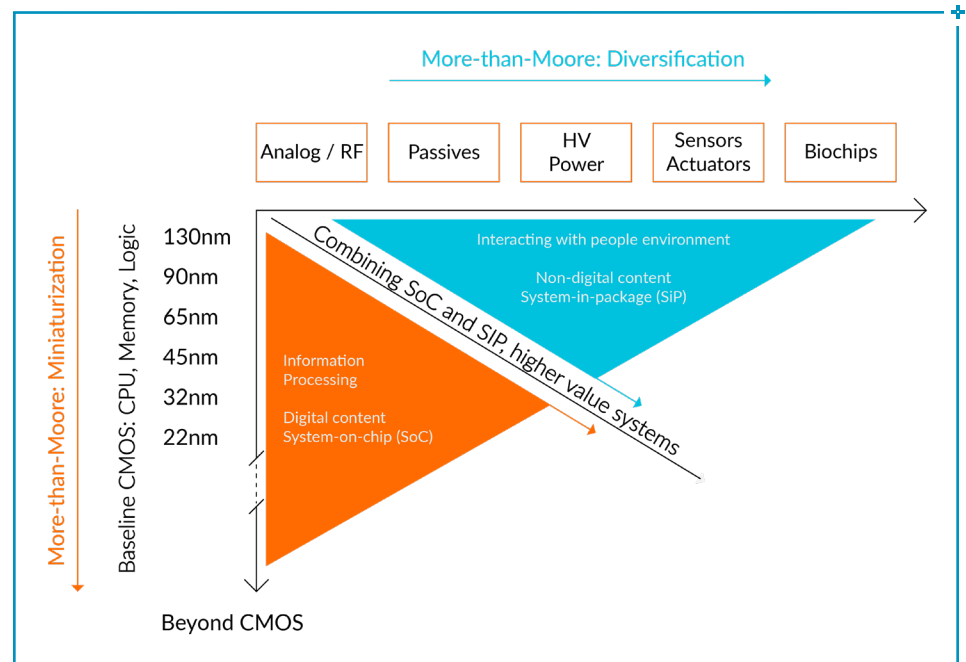 More-than-Moore: Diversification
Analog / RF
Passives
HV
Power
Sensors
Actuators
Biochips
More-than-Moore: Miniaturization
Baseline CMOS: CPU, Memory, Logic
130nm
90nm
65nm
45nm
32nm
22nm
Beyond CMOS
Combining SoC and SIP, higher value systems
Interacting with people environment
Non-digital content
System-in-package (SiP)
Information
Processing
Digital content
System-on-chip (SoC)